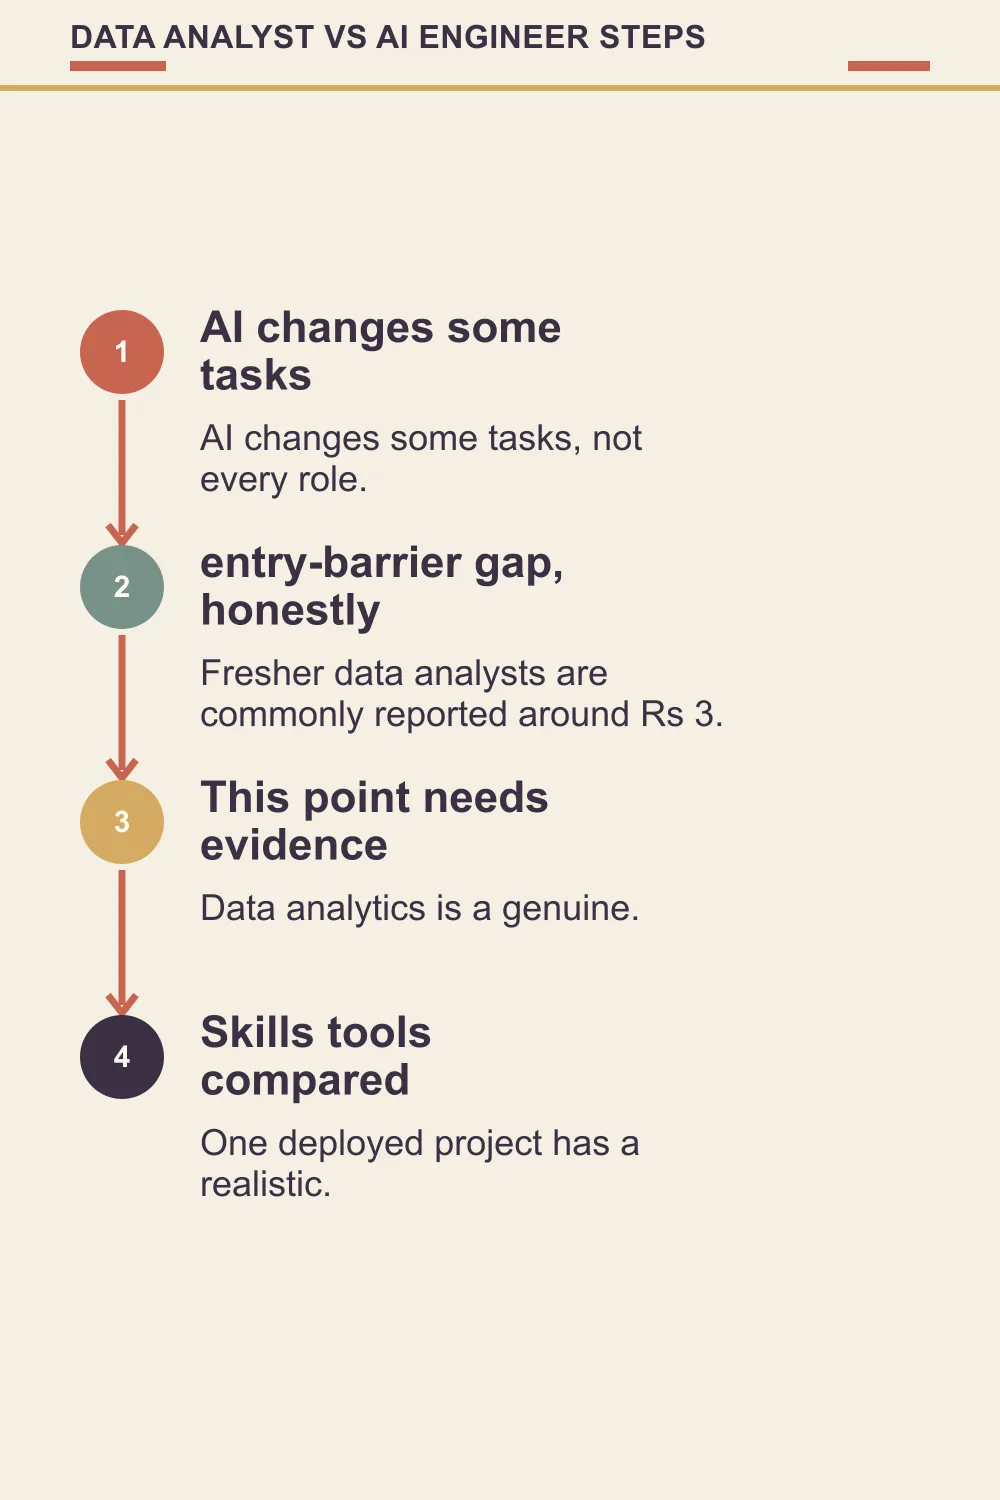 DATA ANALYST VS AI ENGINEER STEPS
1
AI changes some
tasks
AI changes some tasks, not
every role.
2
entry-barrier gap,
honestly
Fresher data analysts are
commonly reported around Rs 3.
3
This point needs
evidence
Data analytics is a genuine.
4
Skills tools
compared
One deployed project has a
realistic.